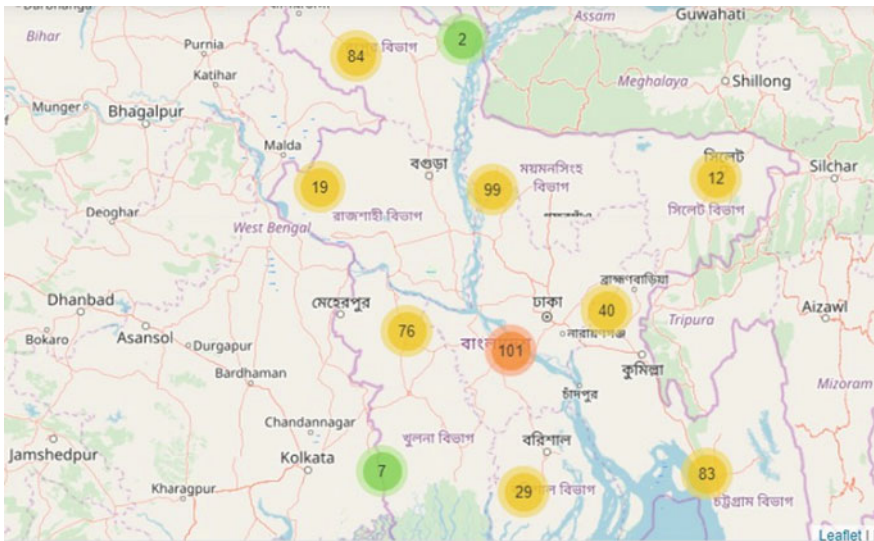 Bihar
Purnia
Katihar
84
বিভাগ
2
Assam
Guwahati
Meghalaya
Shillong
Munger
Bhagalpur
Malda
বগুড়া
ময়মনসিংহ
বিভাগ
99
সিলেট
12
Silchar
19
রাজশাহী বিভাগ
সিলেট বিভাগ
Deoghar
West Bengal
Dhanbad
মেহেরপুর
ঢাকা
ব্রাহ্মণবাড়িয়া
40
Aizawl
Bokaro
Asansol
Durgapur
76
101
নারায়ণগঞ্জ
Tripura
কুমিল্লা
Bardhaman
চাঁদপুর
Mizoram
Chandannagar
খুলনা বিভাগ
বরিশাল
Jamshedpur
Kolkata
7
83
Kharagpur
29
বিভাগ
চট্টগ্রাম বিভাগ
Leaflet